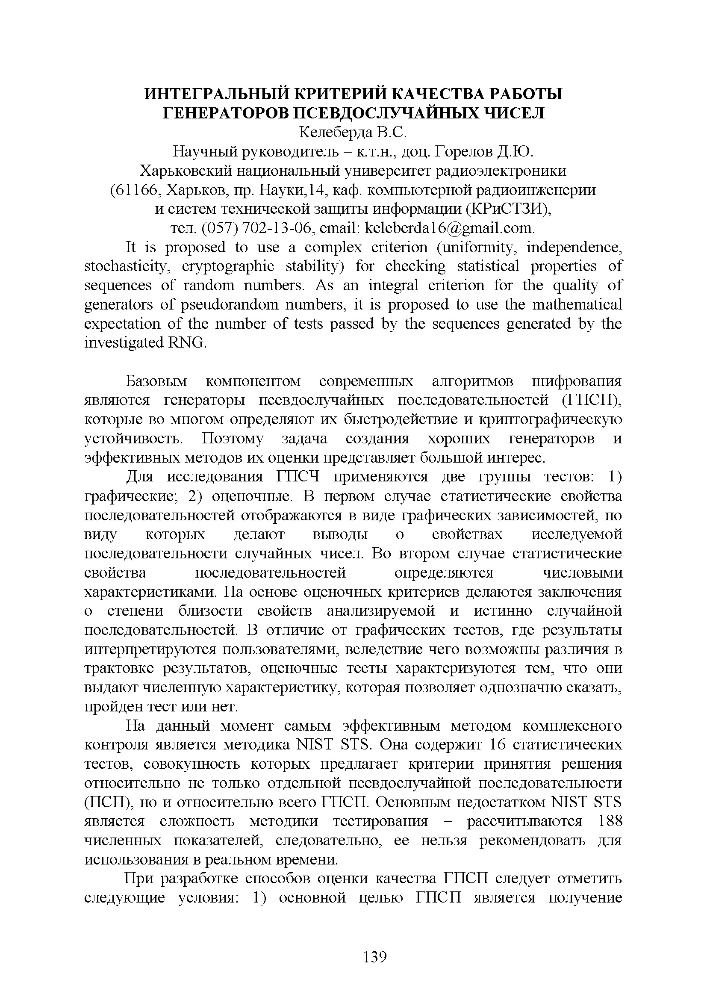 ИНТЕГРАЛЬНЫЙ КРИТЕРИЙ КАЧЕСТВА РАБОТЫ
ГЕНЕРАТОРОВ ПСЕВДОСЛУЧАЙНЫХ ЧИСЕЛ
Келеберда В.С.
Научный руководитель – к.т.н., доц. Горелов Д.Ю.
Харьковский национальный университет радиоэлектроники
(61166, Харьков, пр. Науки,14, каф. компьютерной радиоинженерии
и систем технической защиты информации (КРиСТЗИ),
тел. (057) 702-13-06, email: keleberda16@gmail.com.
It is proposed to use a complex criterion (uniformity, independence,
stochasticity, cryptographic stability) for checking statistical properties of
sequences of random numbers. As an integral criterion for the quality of
generators of pseudorandom numbers, it is proposed to use the mathematical
expectation of the number of tests passed by the sequences generated by the
investigated RNG.
Базовым компонентом современных алгоритмов шифрования
являются генераторы псевдослучайных последовательностей (ГПСП),
которые во многом определяют их быстродействие и криптографическую
устойчивость. Поэтому задача создания хороших генераторов и
эффективных методов их оценки представляет большой интерес.
Для исследования ГПСЧ применяются две группы тестов: 1)
графические; 2) оценочные. В первом случае статистические свойства
последовательностей отображаются в виде графических зависимостей, по
виду которых делают выводы о свойствах исследуемой
последовательности случайных чисел. Во втором случае статистические
свойства последовательностей определяются числовыми
характеристиками. На основе оценочных критериев делаются заключения
о степени близости свойств анализируемой и истинно случайной
последовательностей. В отличие от графических тестов, где результаты
интерпретируются пользователями, вследствие чего возможны различия в
трактовке результатов, оценочные тесты характеризуются тем, что они
выдают численную характеристику, которая позволяет однозначно сказать,
пройден тест или нет.
На данный момент самым эффективным методом комплексного
контроля является методика NIST STS. Она содержит 16 статистических
тестов, совокупность которых предлагает критерии принятия решения
относительно не только отдельной псевдослучайной последовательности
(ПСП), но и относительно всего ГПСП. Основным недостатком NIST STS
является сложность методики тестирования – рассчитываются 188
численных показателей, следовательно, ее нельзя рекомендовать для
использования в реальном времени.
При разработке способов оценки качества ГПСП следует отметить
следующие условия: 1) основной целью ГПСП является получение
139